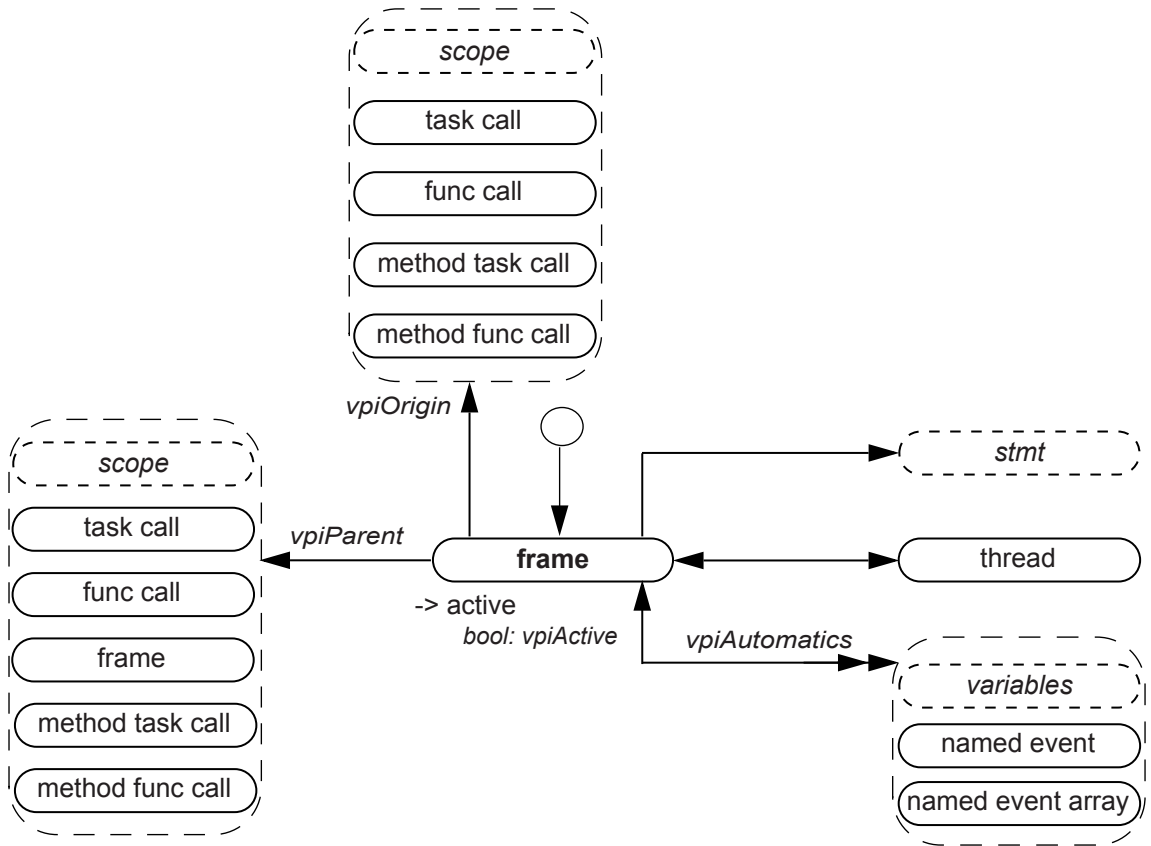 scope
task call
func call
method task call
method func call
vpiOrigin
scope
task call
func call
frame
method task call
method func call
vpiParent
frame
-> active
bool: vpiActive
stmt
thread
vpiAutomatics
variables
named event
named event array